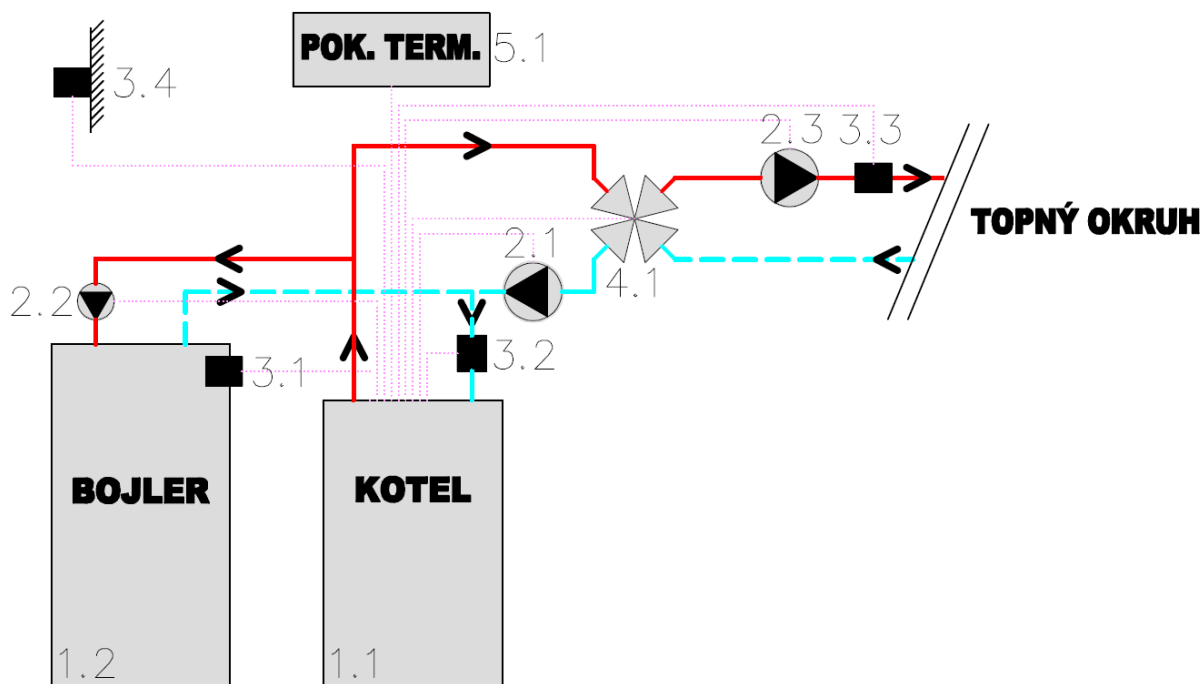 POK. TERM. 5.1
3.4
2.3 3.3
TOPNÝ OKRUH
2.1
4.1
2.2
3.1
3.2
BOJLER
KOTEL
1.2
1.1